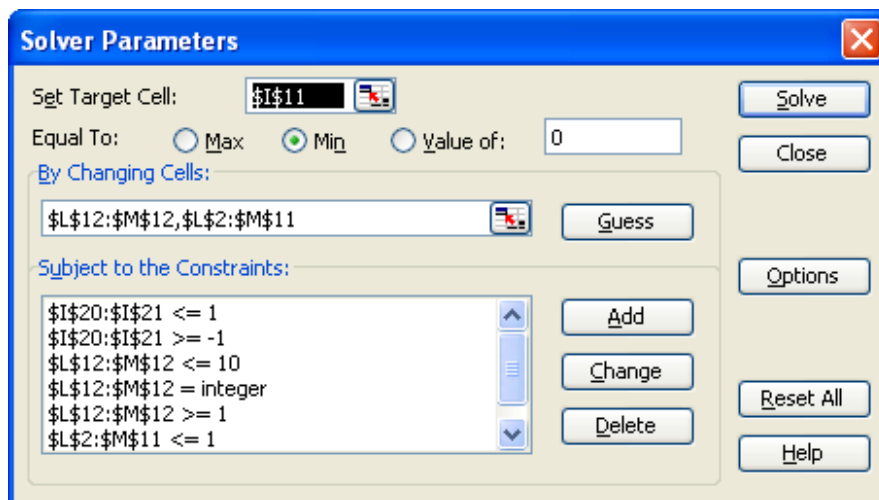 Solver Parameters
Set Target Cell: $I$11 Solve
Equal To: Max Min Value of: 0 Close
By Changing Cells:
$L$12:$M$12,$L$2:$M$11 Guess
Subject to the Constraints: Options
$I$20:$I$21 <= 1 Add
$I$20:$I$21 >= -1
$L$12:$M$12 <= 10 Change
$L$12:$M$12 = integer Reset All
$L$12:$M$12 >= 1 Delete
$L$2:$M$11 <= 1 Help